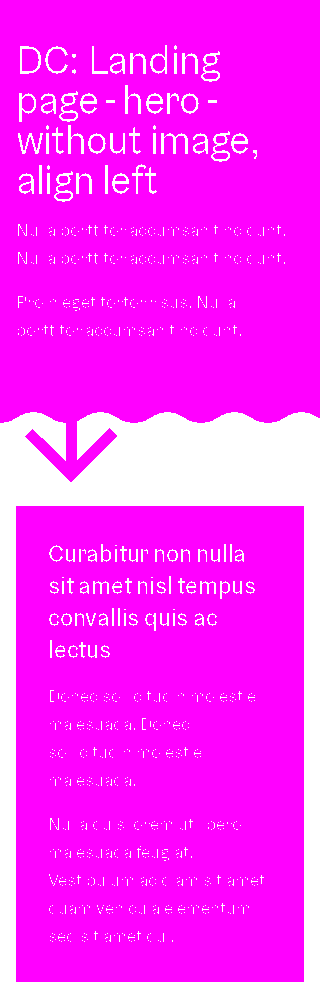 DC: Landing
page - hero -
without image,
align left
Nulla porttitor accumsan tincidunt.
Nulla porttitor accumsan tincidunt.
Proin eget tortor risus. Nulla
porttitor accumsan tincidunt.
Curabitur non nulla
sit amet nisl tempus
convallis quis ac
lectus
Donec sollicitudin molestie
malesuada. Donec
sollicitudin molestie
malesuada.
Nulla quis lorem ut libero
malesuada feugiat.
Vestibulum ac diam sit amet
quam vehicula elementum
sed sit amet dui.